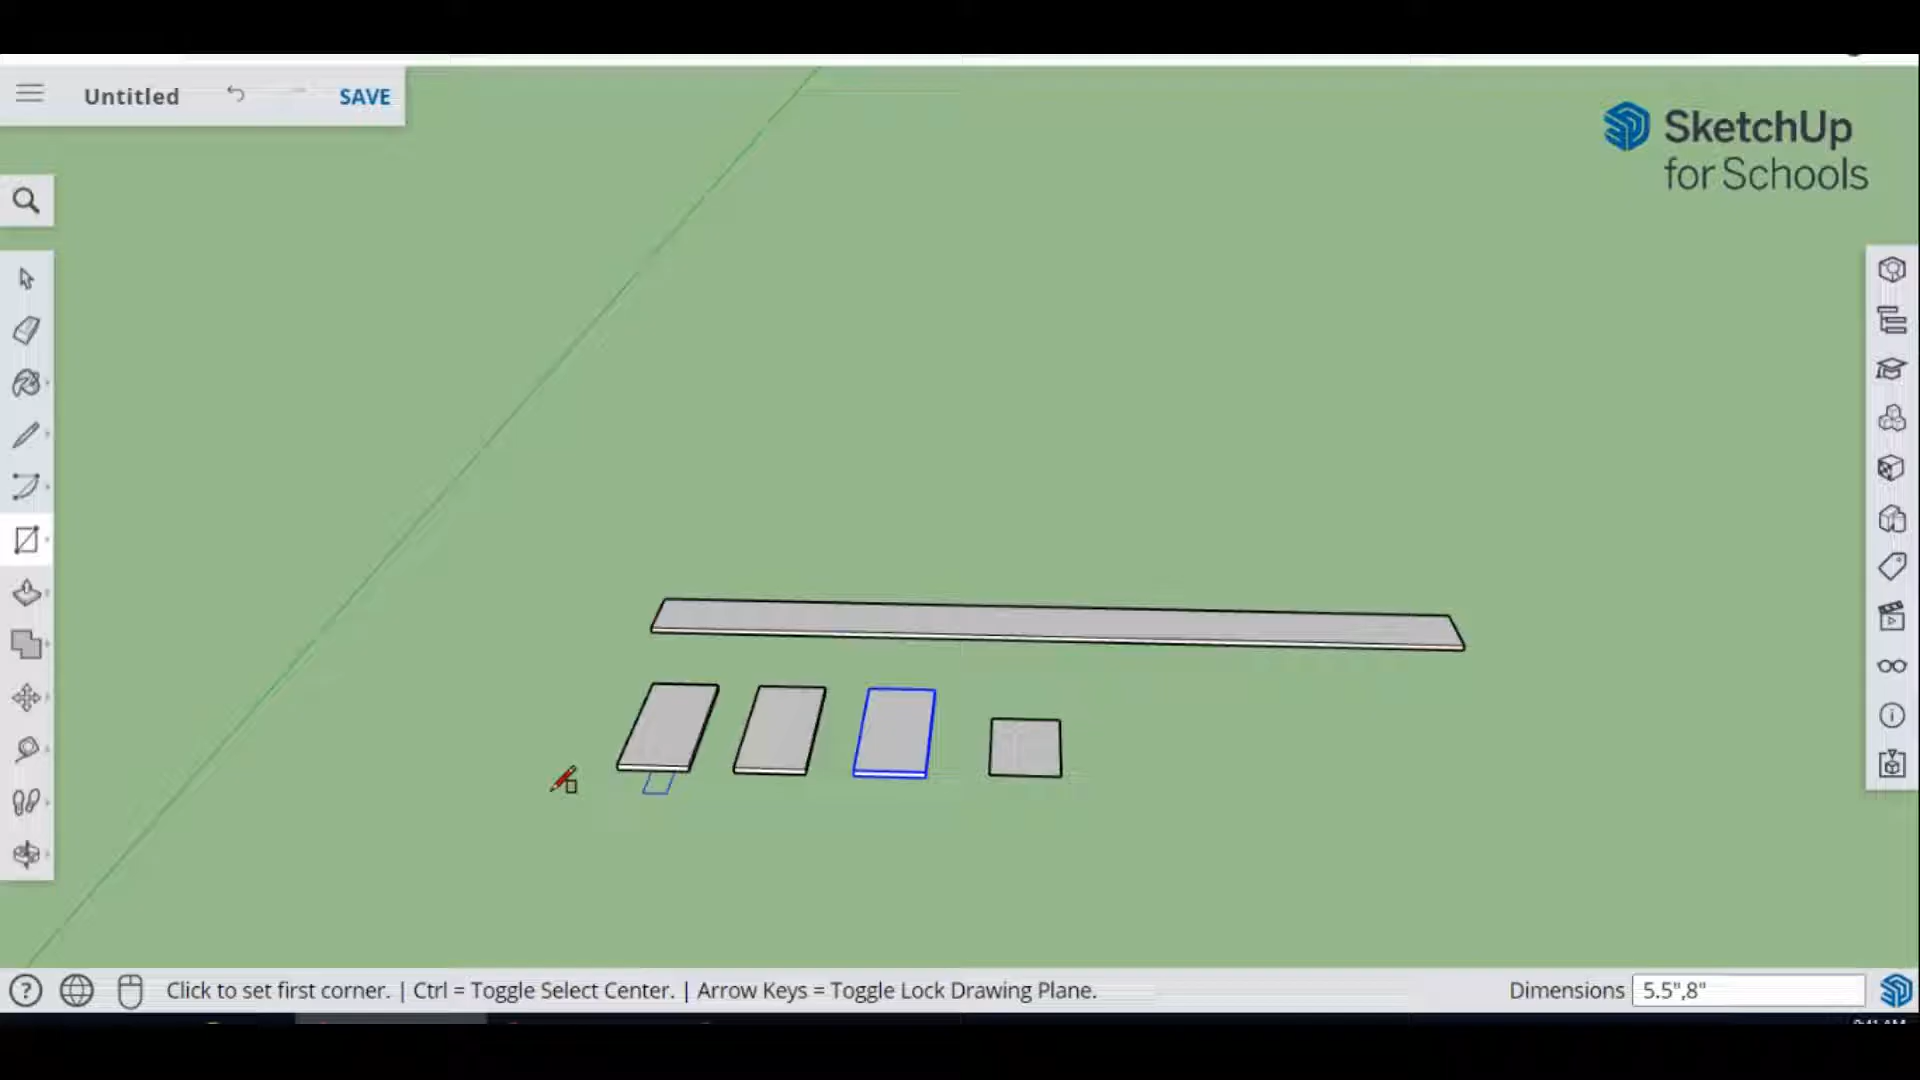 Untitled
SAVE
SketchUp
for Schools
Click to set first corner. | Ctrl = Toggle Select Center. | Arrow Keys = Toggle Lock Drawing Plane.
Dimensions 5.5",8"